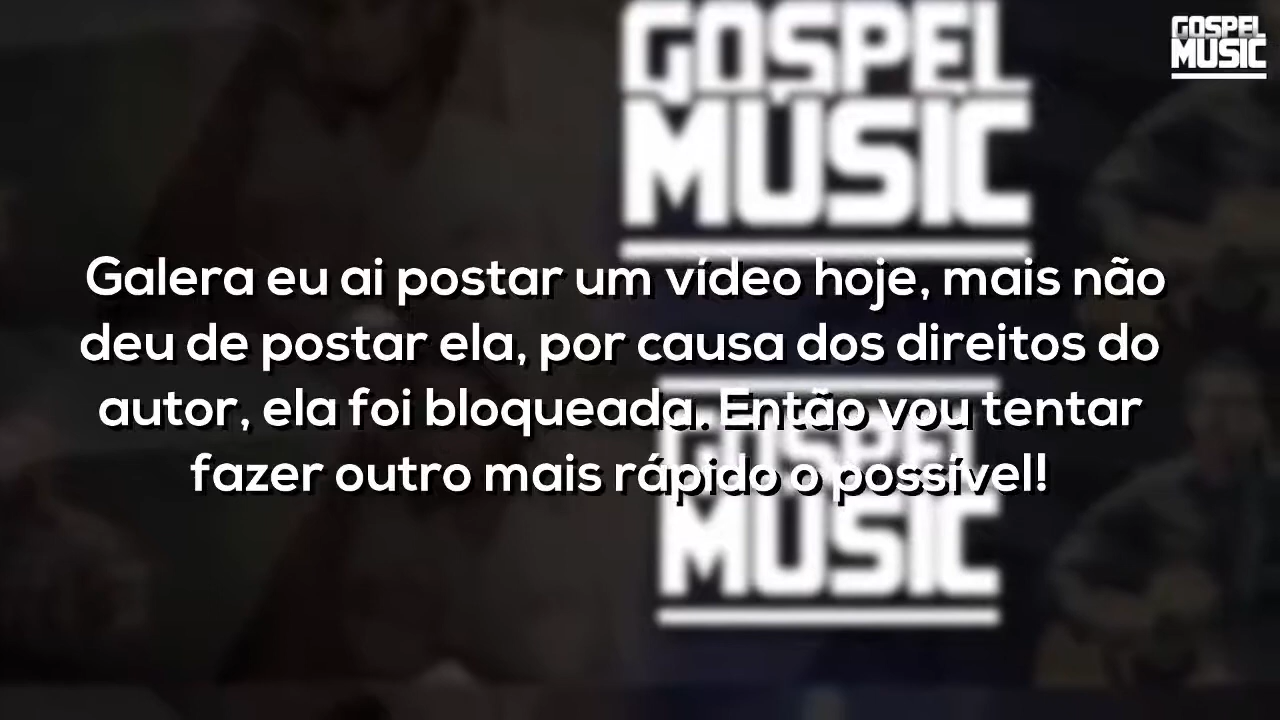 GOSPEL
MUSIC
GOSPEL
MUSIC
Galera eu ai postar um vídeo hoje, mais não
deu de postar ela, por causa dos direitos do
autor, ela foi bloqueada. Então vou tentar
fazer outro mais rápido o possível!
GOSPEL
MUSIC